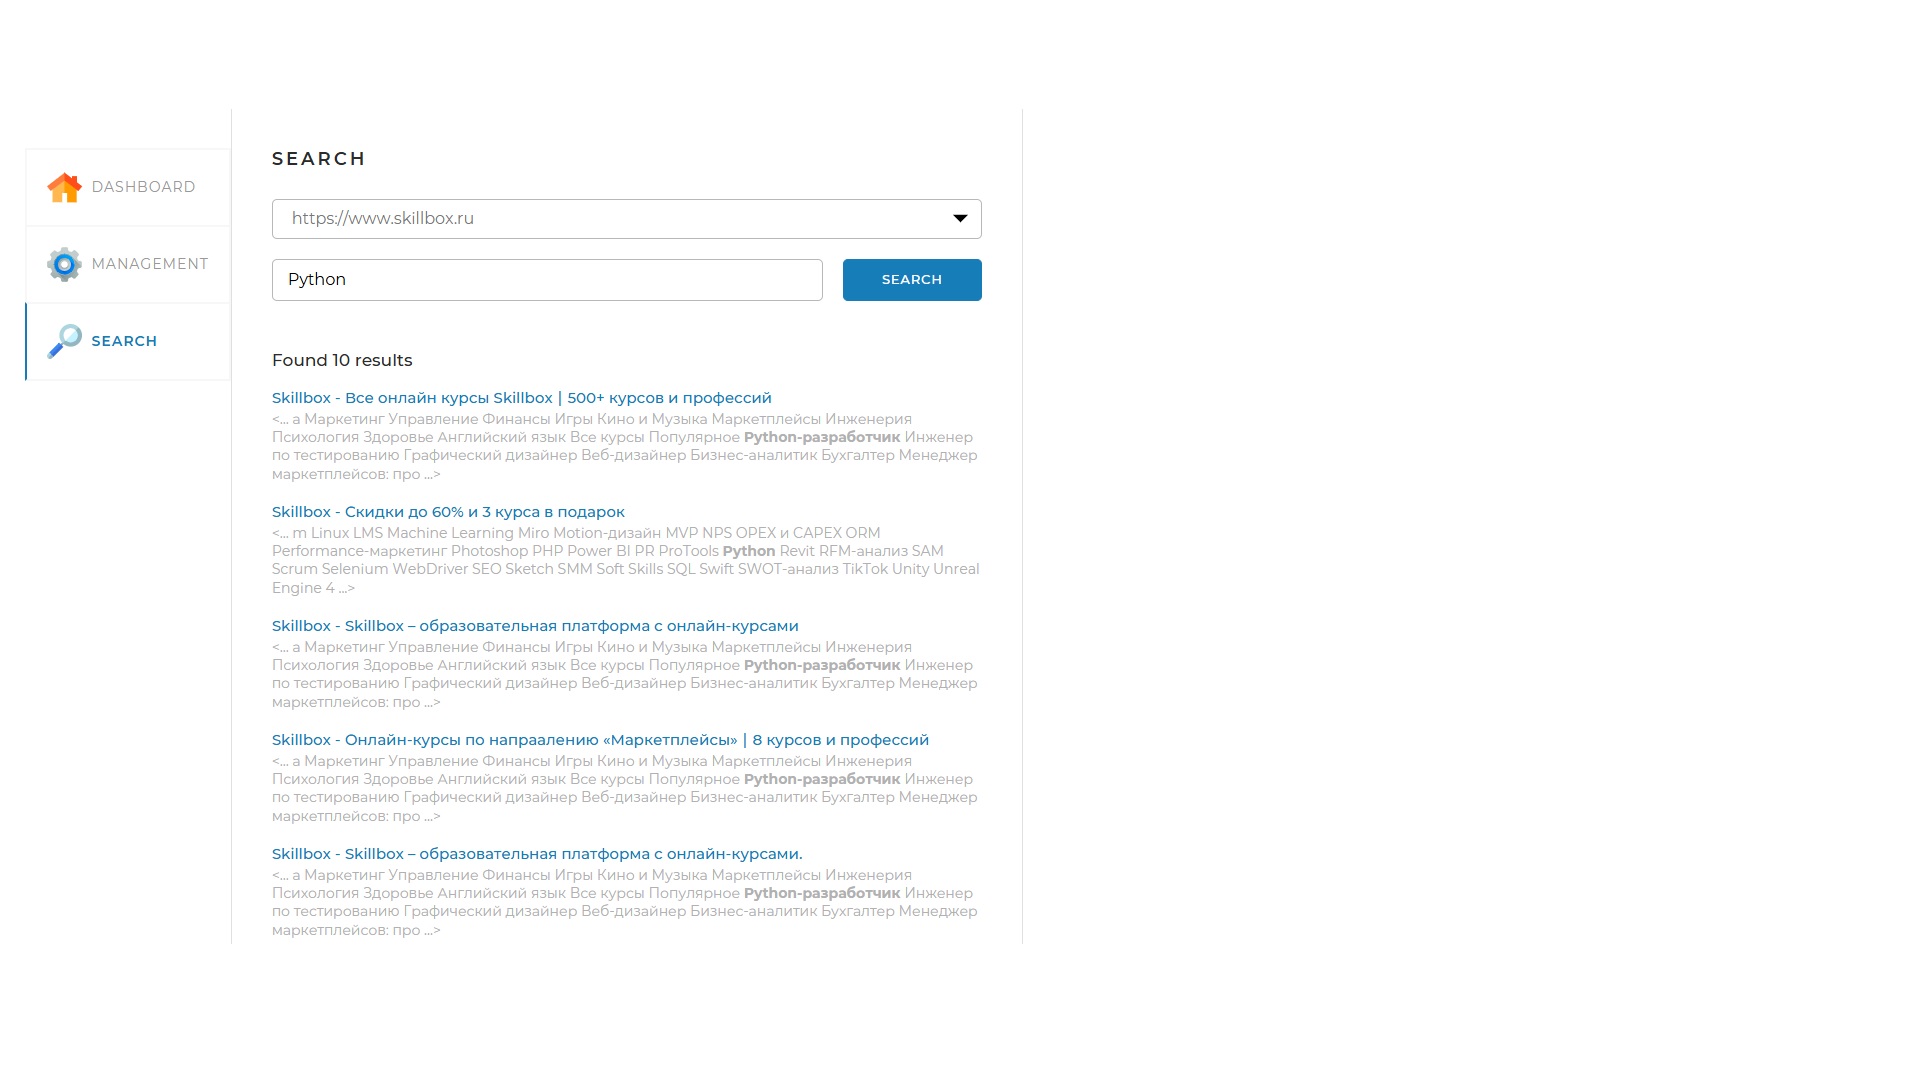 DASHBOARD
MANAGEMENT
SEARCH
SEARCH
https://www.skillbox.ru
Python
SEARCH
Found 10 results
Skillbox - Все онлайн курсы Skillbox | 500+ курсов и профессий
<... а Маркетинг Управление Финансы Игры Кино и Музыка Маркетплейсы Инженерия
Психология Здоровье Английский язык Все курсы Популярное Python-разработчик Инженер
по тестированию Графический дизайнер Веб-дизайнер Бизнес-аналитик Бухгалтер Менеджер
маркетплейсов: про ...>
Skillbox - Скидки до 60% и 3 курса в подарок
<... m Linux LMS Machine Learning Miro Motion-дизайн MVP NPS OPEX и CAPEX ORM
Performance-маркетинг Photoshop PHP Power BI PR ProTools Python Revit RFM-анализ SAM
Scrum Selenium WebDriver SEO Sketch SMM Soft Skills SQL Swift SWOT-анализ TikTok Unity Unreal
Engine 4 ...>
Skillbox - Skillbox – образовательная платформа с онлайн-курсами
<... а Маркетинг Управление Финансы Игры Кино и Музыка Маркетплейсы Инженерия
Психология Здоровье Английский язык Все курсы Популярное Python-разработчик Инженер
по тестированию Графический дизайнер Веб-дизайнер Бизнес-аналитик Бухгалтер Менеджер
маркетплейсов: про ...>
Skillbox - Онлайн-курсы по напраалению «Маркетплейсы» | 8 курсов и профессий
<... а Маркетинг Управление Финансы Игры Кино и Музыка Маркетплейсы Инженерия
Психология Здоровье Английский язык Все курсы Популярное Python-разработчик Инженер
по тестированию Графический дизайнер Веб-дизайнер Бизнес-аналитик Бухгалтер Менеджер
маркетплейсов: про ...>
Skillbox - Skillbox – образовательная платформа с онлайн-курсами.
<... а Маркетинг Управление Финансы Игры Кино и Музыка Маркетплейсы Инженерия
Психология Здоровье Английский язык Все курсы Популярное Python-разработчик Инженер
по тестированию Графический дизайнер Веб-дизайнер Бизнес-аналитик Бухгалтер Менеджер
маркетплейсов: про ...>